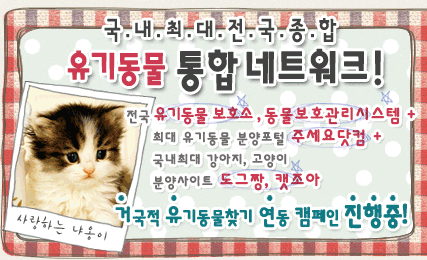 국.내.최.대.전.국.종.합
유기동물 통합 네트워크!
전국 유기동물 보호소, 동물보호관리시스템 +
최대 유기동물 분양포털 주세요닷컴 +
국내최대 강아지, 고양이
분양사이트 도그짱, 캣조아
거국적 유기동물찾기 연동 캠페인 진행중!
사랑하는 냐옹이